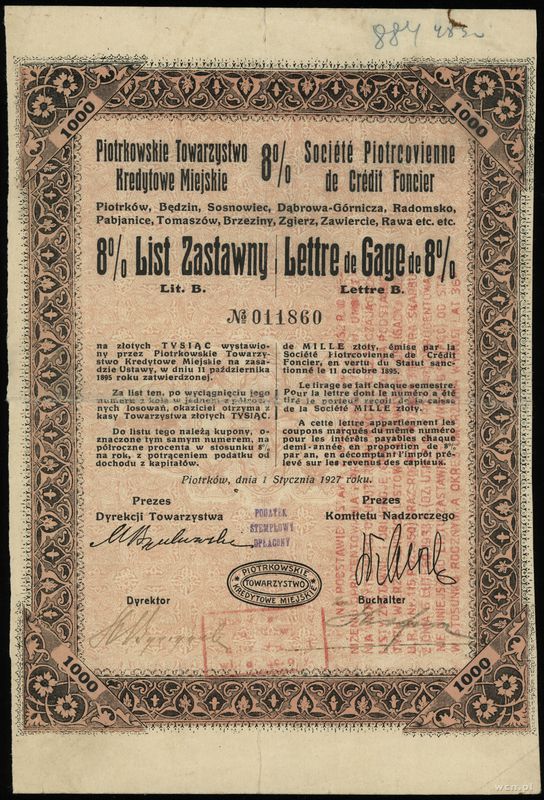 884
1000
1000
Piotrkowskie Towarzystwo
Kredytowe Miejskie
8%
Société Piotrcovienne
de Crédit Foncier
Piotrków, Będzin, Sosnowiec, Dąbrowa-Górnicza, Radomsko,
Pabjanice, Tomaszów, Brzeziny, Zgierz, Zawiercie, Rawa etc. etc.
8% List Zastawny
Lit. B.
Lettre de Gage de 8%
Lettre B.
№ 011860
na złotych TYSIĄC wystawio-
ny przez Piotrkowskie Towarzy-
stwo Kredytowe Miejskie na zasa-
dzie Ustawy, w dniu 11 października
1895 roku zatwierdzonej.
Za list ten, po wyciągnięciu jego
numeru z koła w jednem z półrocz-
nych losowań, okaziciel otrzyma z
kasy Towarzystwa złotych TYSIĄC.
Do listu tego należą kupony, o-
znaczone tym samym numerem, na
półroczne procenta w stosunku 8%
na rok, z potrąceniem podatku od
dochodu z kapitałów.
de MILLE złoty, émise par la
Société Piotrcovienne de Crédit
Foncier, en vertu du Statut sanc-
tionné le 11 octobre 1895.
Le tirage se fait chaque semestre.
Pour la lettre dont le numéro a été
tiré le porteur reçoit de la caisse
de la Société MILLE złoty.
A cette lettre appartiennent les
coupons marqués du même numéro
pour les intérêts payables chaque
demi-année en proportion de 8%
par an, en décomptant l'impôt pré-
levé sur les revenus des capitaux.
Piotrków, dnia 1 Stycznia 1927 roku.
Prezes
Dyrekcji Towarzystwa
PODATEK
STEMPLOWY
OPŁACONY
Prezes
Komitetu Nadzorczego
PIOTRKOWSKIE
TOWARZYSTWO
KREDYTOWE MIEJSKIE
Dyrektor
Buchalter
1000
1000
wcn.pl